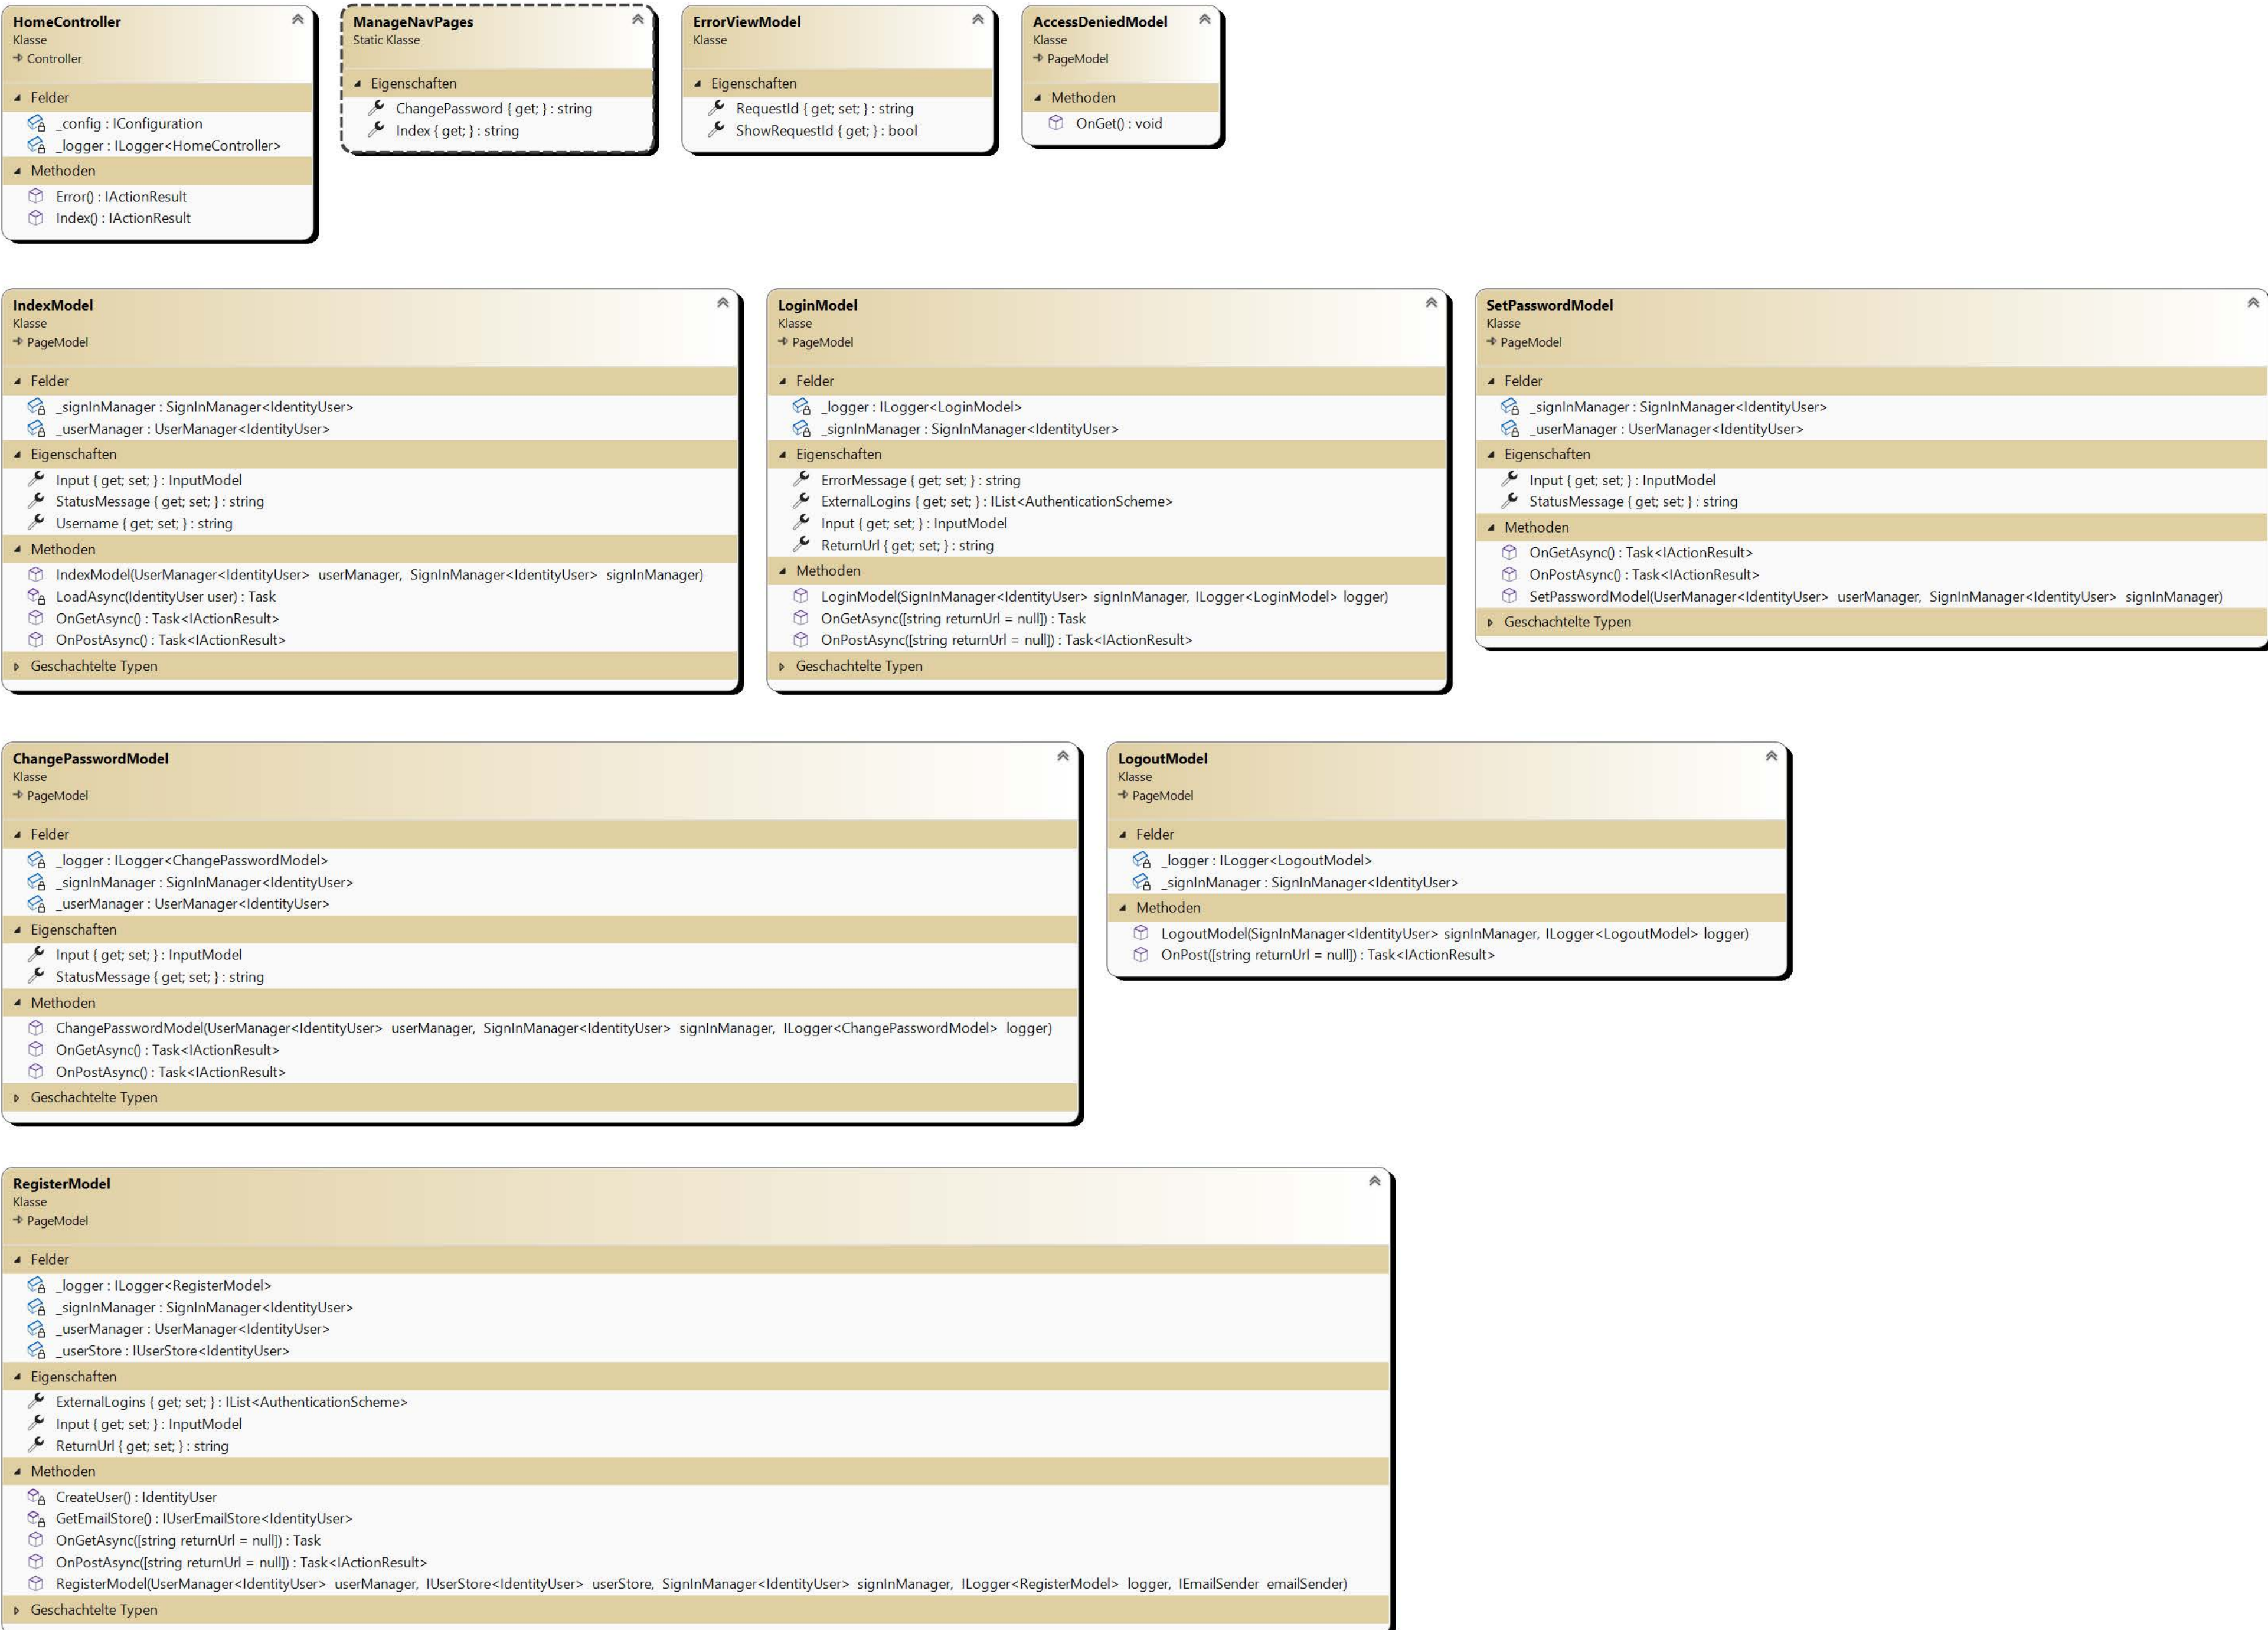 HomeController
Klasse
Controller
Felder
_config : IConfiguration
_logger : ILogger<HomeController>
Methoden
Error() : IActionResult
Index() : IActionResult
ManageNavPages
Static Klasse
Eigenschaften
ChangePassword { get; } : string
Index { get; } : string
ErrorViewModel
Klasse
Eigenschaften
RequestId { get; set; } : string
ShowRequestId { get; } : bool
AccessDeniedModel
Klasse
PageModel
Methoden
OnGet() : void
IndexModel
Klasse
PageModel
Felder
_signInManager : SignInManager<IdentityUser>
_userManager : UserManager<IdentityUser>
Eigenschaften
Input { get; set; } : InputModel
StatusMessage { get; set; } : string
Username { get; set; } : string
Methoden
IndexModel(UserManager<IdentityUser> userManager, SignInManager<IdentityUser> signInManager)
LoadAsync(IdentityUser user) : Task
OnGetAsync() : Task<IActionResult>
OnPostAsync() : Task<IActionResult>
Geschachtelte Typen
LoginModel
Klasse
PageModel
Felder
_logger : ILogger<LoginModel>
_signInManager : SignInManager<IdentityUser>
Eigenschaften
ErrorMessage { get; set; } : string
ExternalLogins { get; set; } : IList<AuthenticationScheme>
Input { get; set; } : InputModel
ReturnUrl { get; set; } : string
Methoden
LoginModel(SignInManager<IdentityUser> signInManager, ILogger<LoginModel> logger)
OnGetAsync([string returnUrl = null]) : Task
OnPostAsync([string returnUrl = null]) : Task<IActionResult>
Geschachtelte Typen
SetPasswordModel
Klasse
PageModel
Felder
_signInManager : SignInManager<IdentityUser>
_userManager : UserManager<IdentityUser>
Eigenschaften
Input { get; set; } : InputModel
StatusMessage { get; set; } : string
Methoden
OnGetAsync() : Task<IActionResult>
OnPostAsync() : Task<IActionResult>
SetPasswordModel(UserManager<IdentityUser> userManager, SignInManager<IdentityUser> signInManager)
Geschachtelte Typen
ChangePasswordModel
Klasse
PageModel
Felder
_logger : ILogger<ChangePasswordModel>
_signInManager : SignInManager<IdentityUser>
_userManager : UserManager<IdentityUser>
Eigenschaften
Input { get; set; } : InputModel
StatusMessage { get; set; } : string
Methoden
ChangePasswordModel(UserManager<IdentityUser> userManager, SignInManager<IdentityUser> signInManager, ILogger<ChangePasswordModel> logger)
OnGetAsync() : Task<IActionResult>
OnPostAsync() : Task<IActionResult>
Geschachtelte Typen
LogoutModel
Klasse
PageModel
Felder
_logger : ILogger<LogoutModel>
_signInManager : SignInManager<IdentityUser>
Methoden
LogoutModel(SignInManager<IdentityUser> signInManager, ILogger<LogoutModel> logger)
OnPost([string returnUrl = null]) : Task<IActionResult>
RegisterModel
Klasse
PageModel
Felder
_logger : ILogger<RegisterModel>
_signInManager : SignInManager<IdentityUser>
_userManager : UserManager<IdentityUser>
_userStore : IUserStore<IdentityUser>
Eigenschaften
ExternalLogins { get; set; } : IList<AuthenticationScheme>
Input { get; set; } : InputModel
ReturnUrl { get; set; } : string
Methoden
CreateUser() : IdentityUser
GetEmailStore() : IUserEmailStore<IdentityUser>
OnGetAsync([string returnUrl = null]) : Task
OnPostAsync([string returnUrl = null]) : Task<IActionResult>
RegisterModel(UserManager<IdentityUser> userManager, IUserStore<IdentityUser> userStore, SignInManager<IdentityUser> signInManager, ILogger<RegisterModel> logger, IEmailSender emailSender)
Geschachtelte Typen